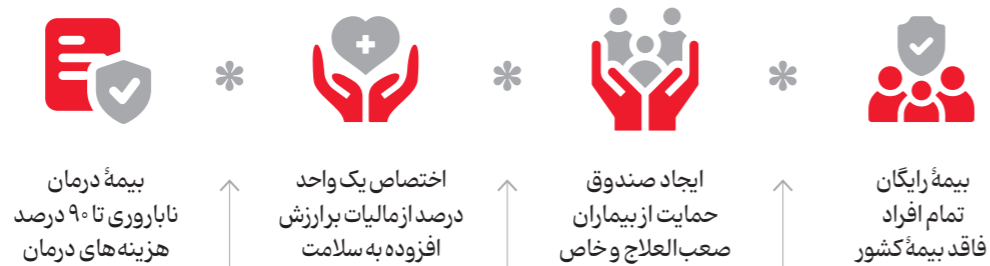 بیمهٔ رایگان
تمام افراد
فاقد بیمهٔ کشور
ایجاد صندوق
حمایت از بیماران
صعب‌العلاج و خاص
اختصاص یک واحد
درصد از مالیات بر ارزش
افزوده به سلامت
بیمهٔ درمان
ناباروری تا ۹۰ درصد
هزینه‌های درمان